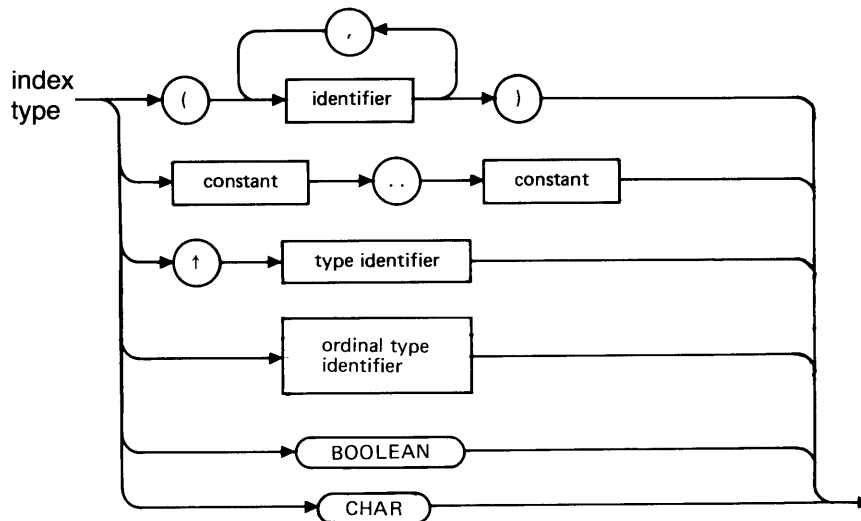 ,
index
type
( identifier )
constant .. constant
↑ type identifier
ordinal type
identifier
BOOLEAN
CHAR